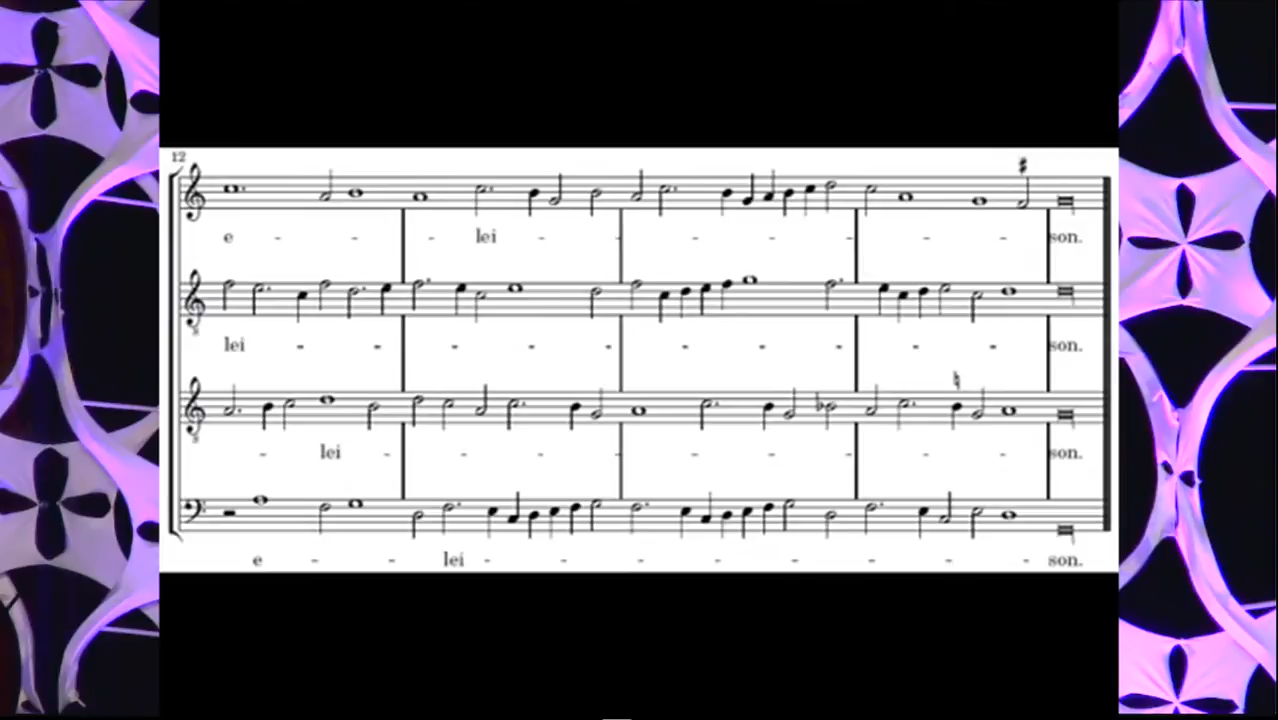 12
e - - - lei - - - - - - son.
lei - - - - - - - - - - son.
- lei - - - - - - - - - son.
e - - lei - - - - - - - - son.